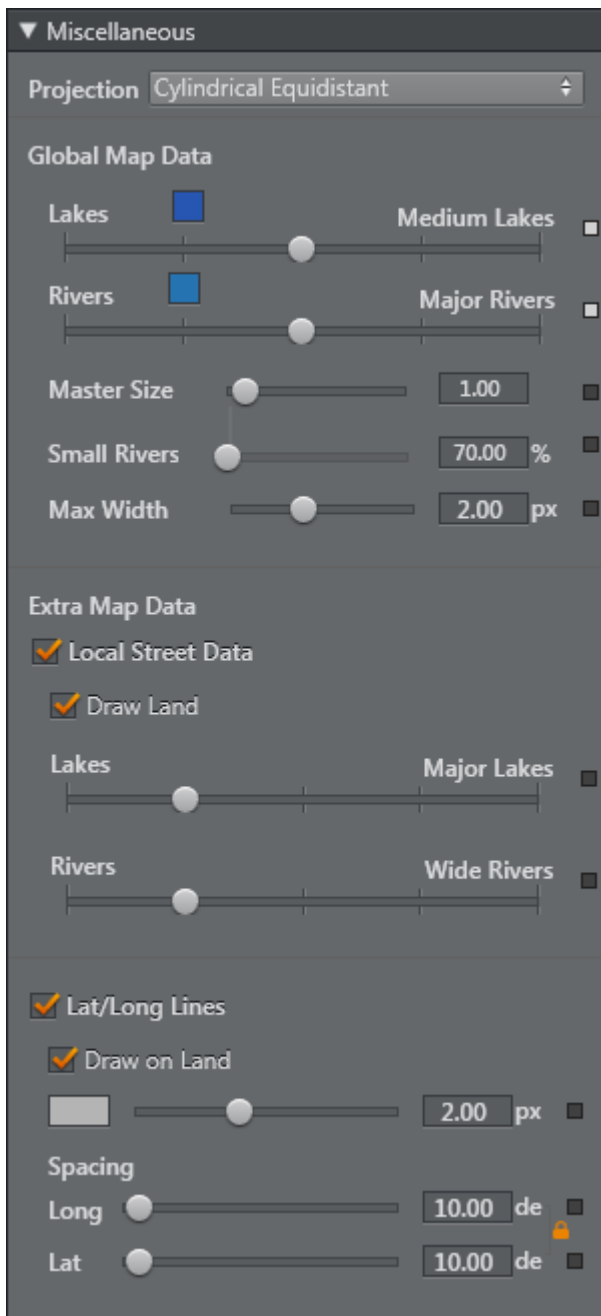 Miscellaneous
Projection Cylindrical Equidistant
Global Map Data
Lakes Medium Lakes
Rivers Major Rivers
Master Size 1.00
Small Rivers 70.00 %
Max Width 2.00 px
Extra Map Data
Local Street Data
Draw Land
Lakes Major Lakes
Rivers Wide Rivers
Lat/Long Lines
Draw on Land
2.00 px
Spacing
Long 10.00 de
Lat 10.00 de